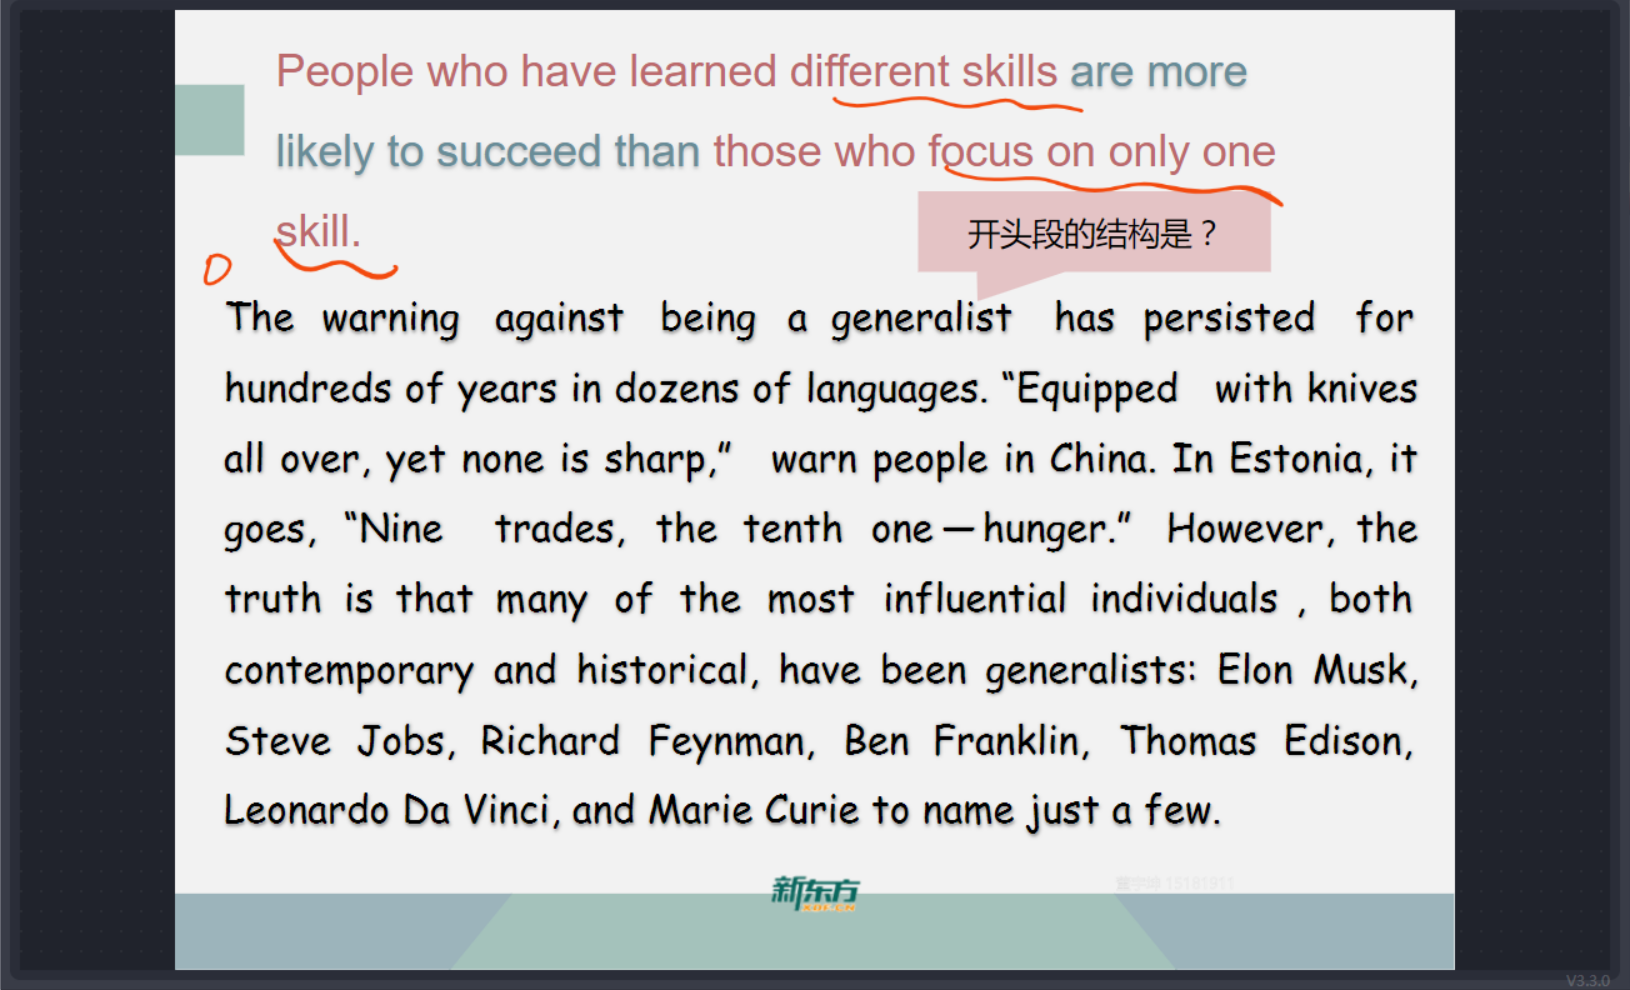 People who have learned different skills are more
likely to succeed than those who focus on only one
skill.
开头段的结构是？
The warning against being a generalist has persisted for
hundreds of years in dozens of languages. “Equipped with knives
all over, yet none is sharp,” warn people in China. In Estonia, it
goes, “Nine trades, the tenth one—hunger.” However, the
truth is that many of the most influential individuals , both
contemporary and historical, have been generalists: Elon Musk,
Steve Jobs, Richard Feynman, Ben Franklin, Thomas Edison,
Leonardo Da Vinci, and Marie Curie to name just a few.
新东方
15181911
V3.3.0